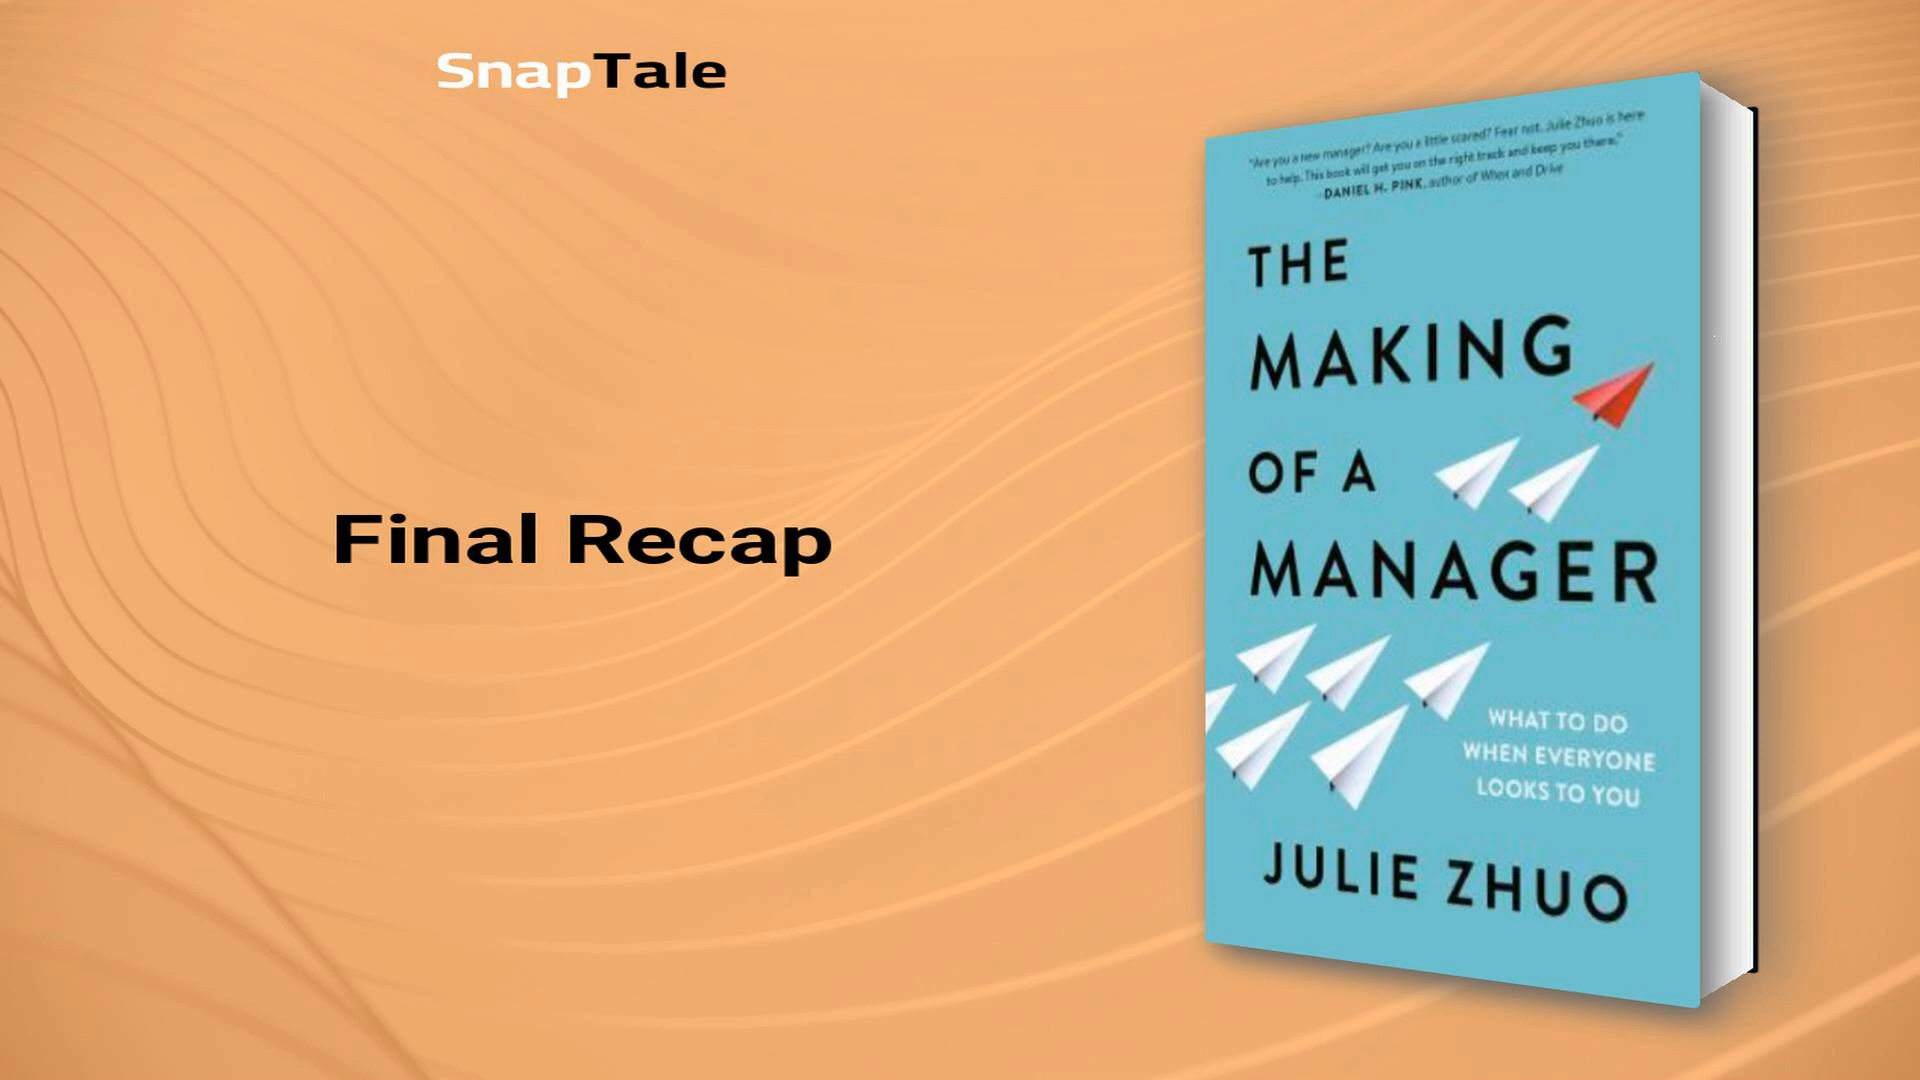 SnapTale
Final Recap
"Are you a new manager? Are you a little scared? Fear not, Julie Zhuo is here
to help. This book will get you on the right track and keep you there."
-DANIEL H. PINK, author of When and Drive
THE
MAKING
OF A
MANAGER
WHAT TO DO
WHEN EVERYONE
LOOKS TO YOU
JULIE ZHUO